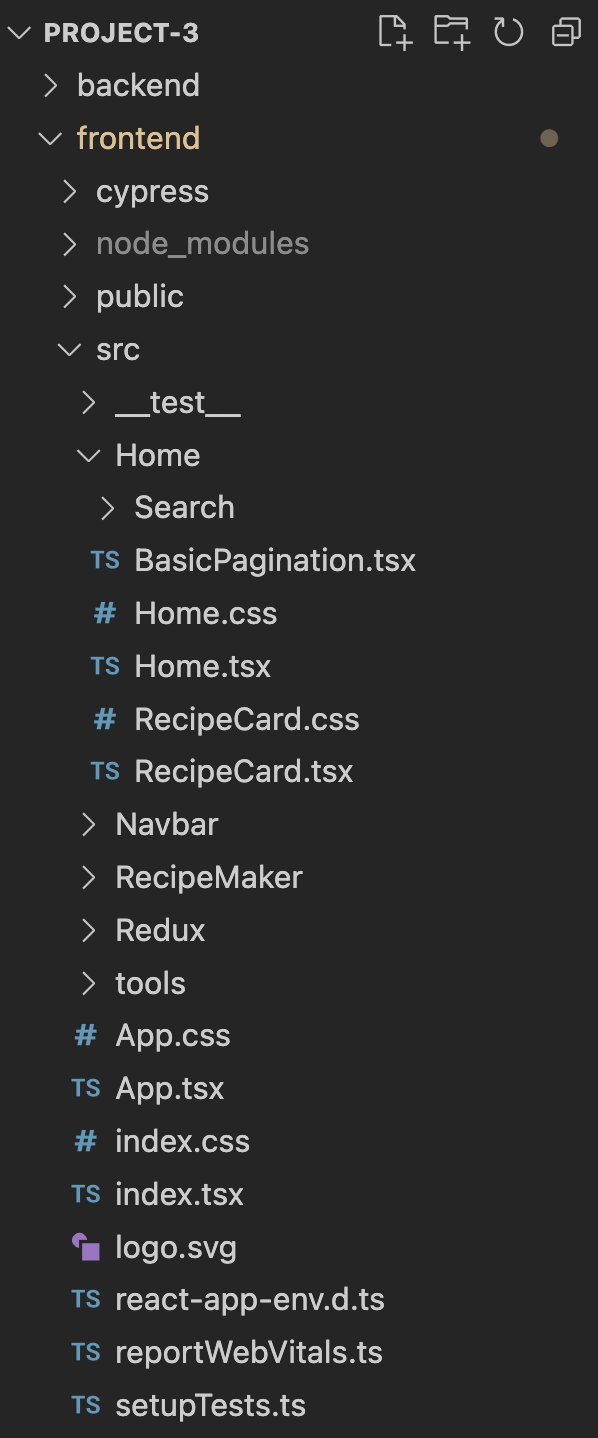 PROJECT-3
backend
frontend
cypress
node_modules
public
src
__test__
Home
Search
TS BasicPagination.tsx
# Home.css
TS Home.tsx
# RecipeCard.css
TS RecipeCard.tsx
Navbar
RecipeMaker
Redux
tools
# App.css
TS App.tsx
# index.css
TS index.tsx
logo.svg
TS react-app-env.d.ts
TS reportWebVitals.ts
TS setupTests.ts